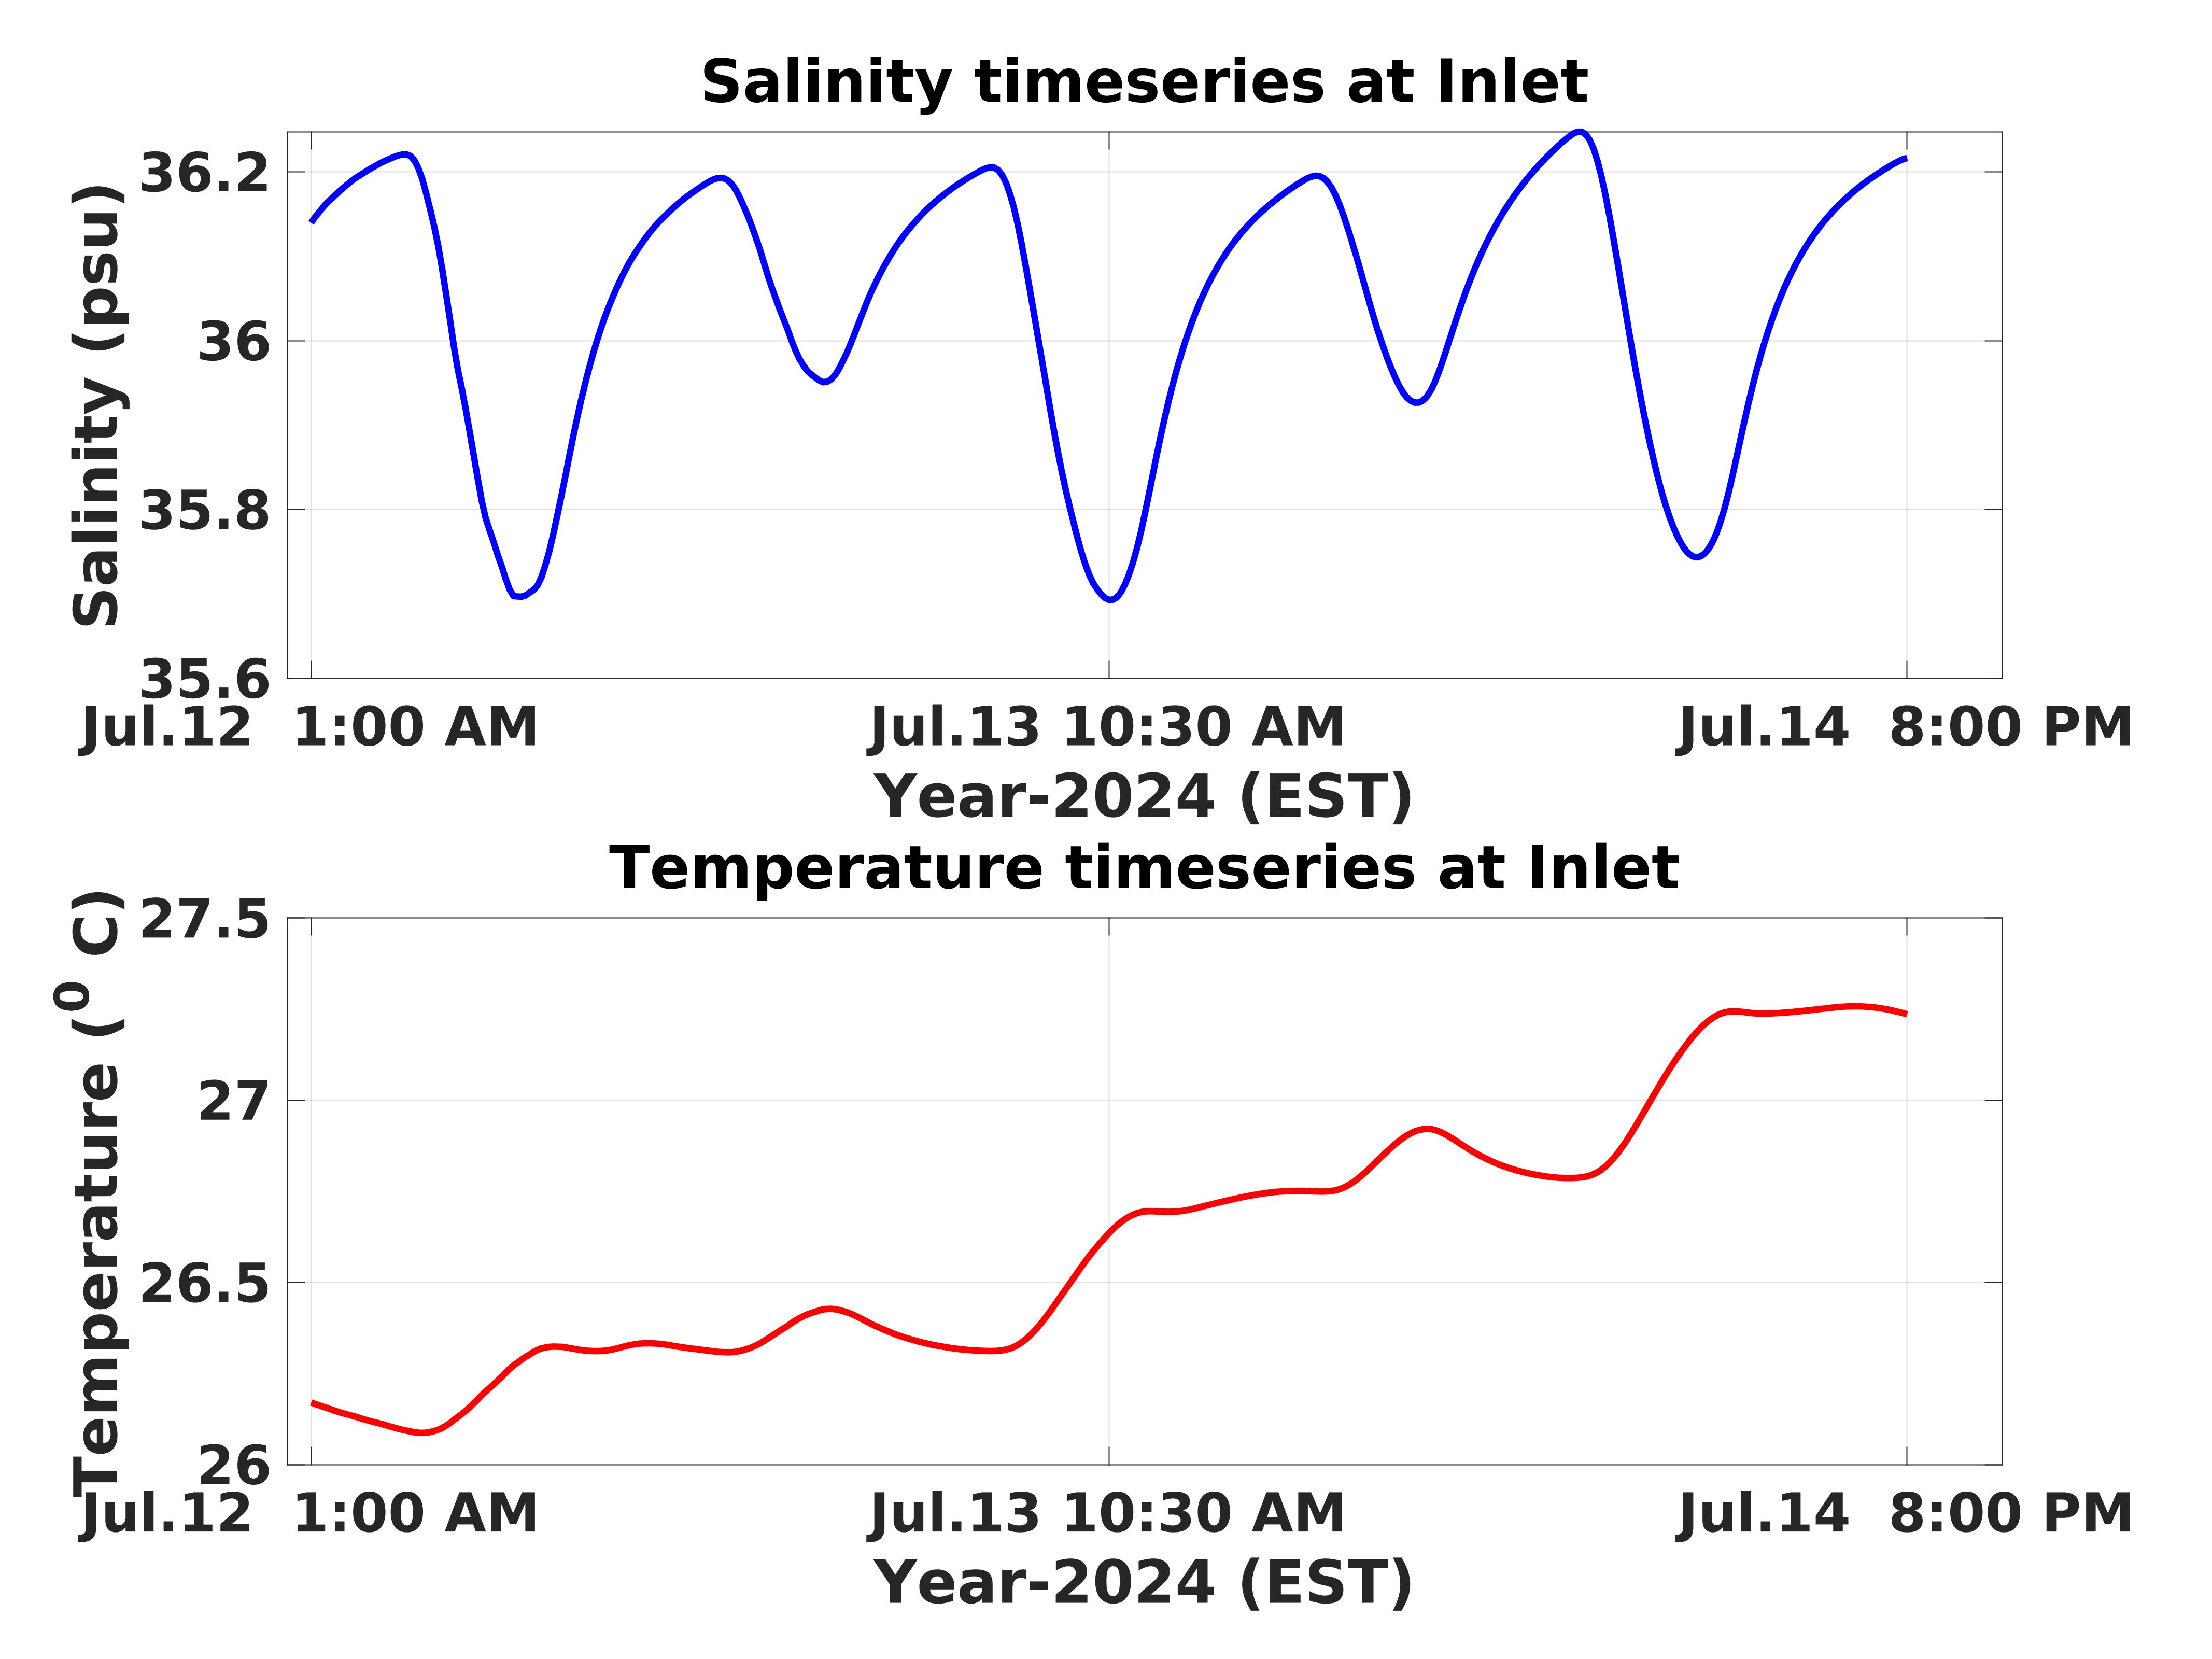 Salinity timeseries at Inlet
Salinity (psu)
36.2
36
35.8
35.6
Jul.12  1:00 AM
Jul.13 10:30 AM
Jul.14  8:00 PM
Year-2024 (EST)
Temperature timeseries at Inlet
Temperature (⁰ C)
27.5
27
26.5
26
Jul.12  1:00 AM
Jul.13 10:30 AM
Jul.14  8:00 PM
Year-2024 (EST)